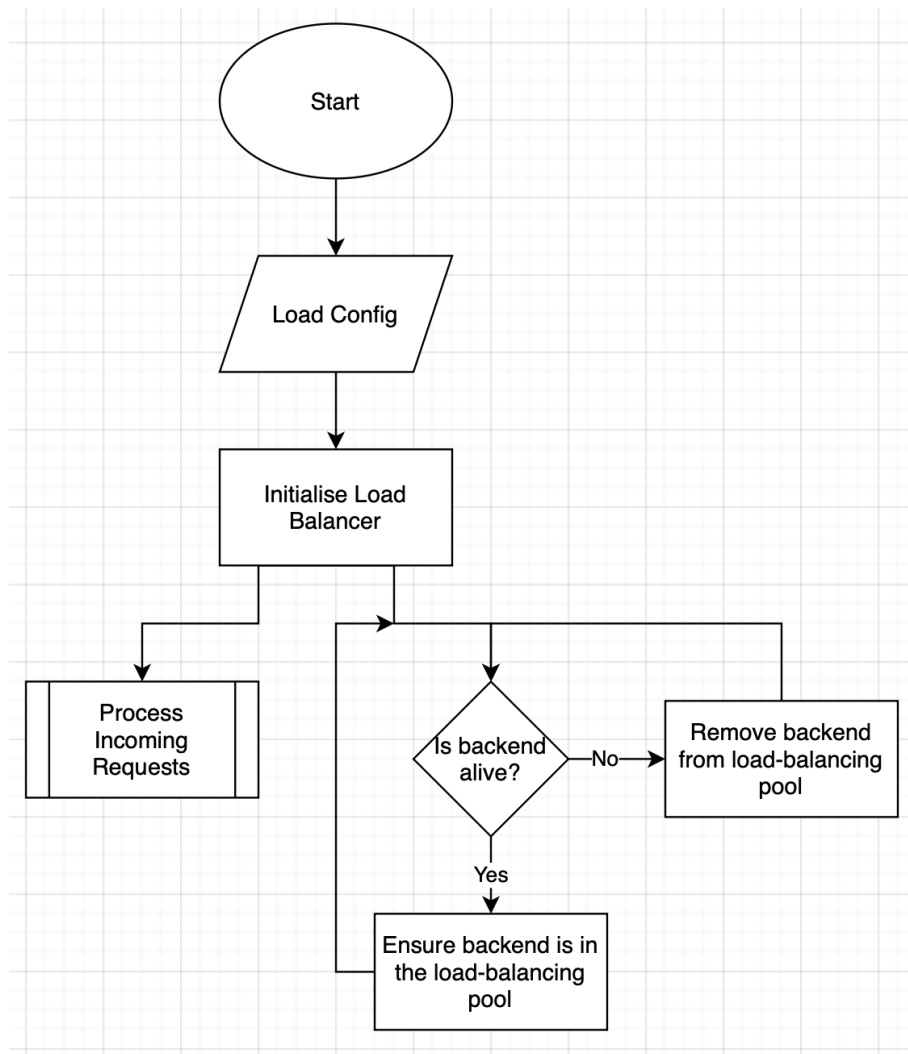 Start
Load Config
Initialise Load
Balancer
Process
Incoming
Requests
Is backend
alive?
No
Remove backend
from load-balancing
pool
Yes
Ensure backend is in
the load-balancing
pool